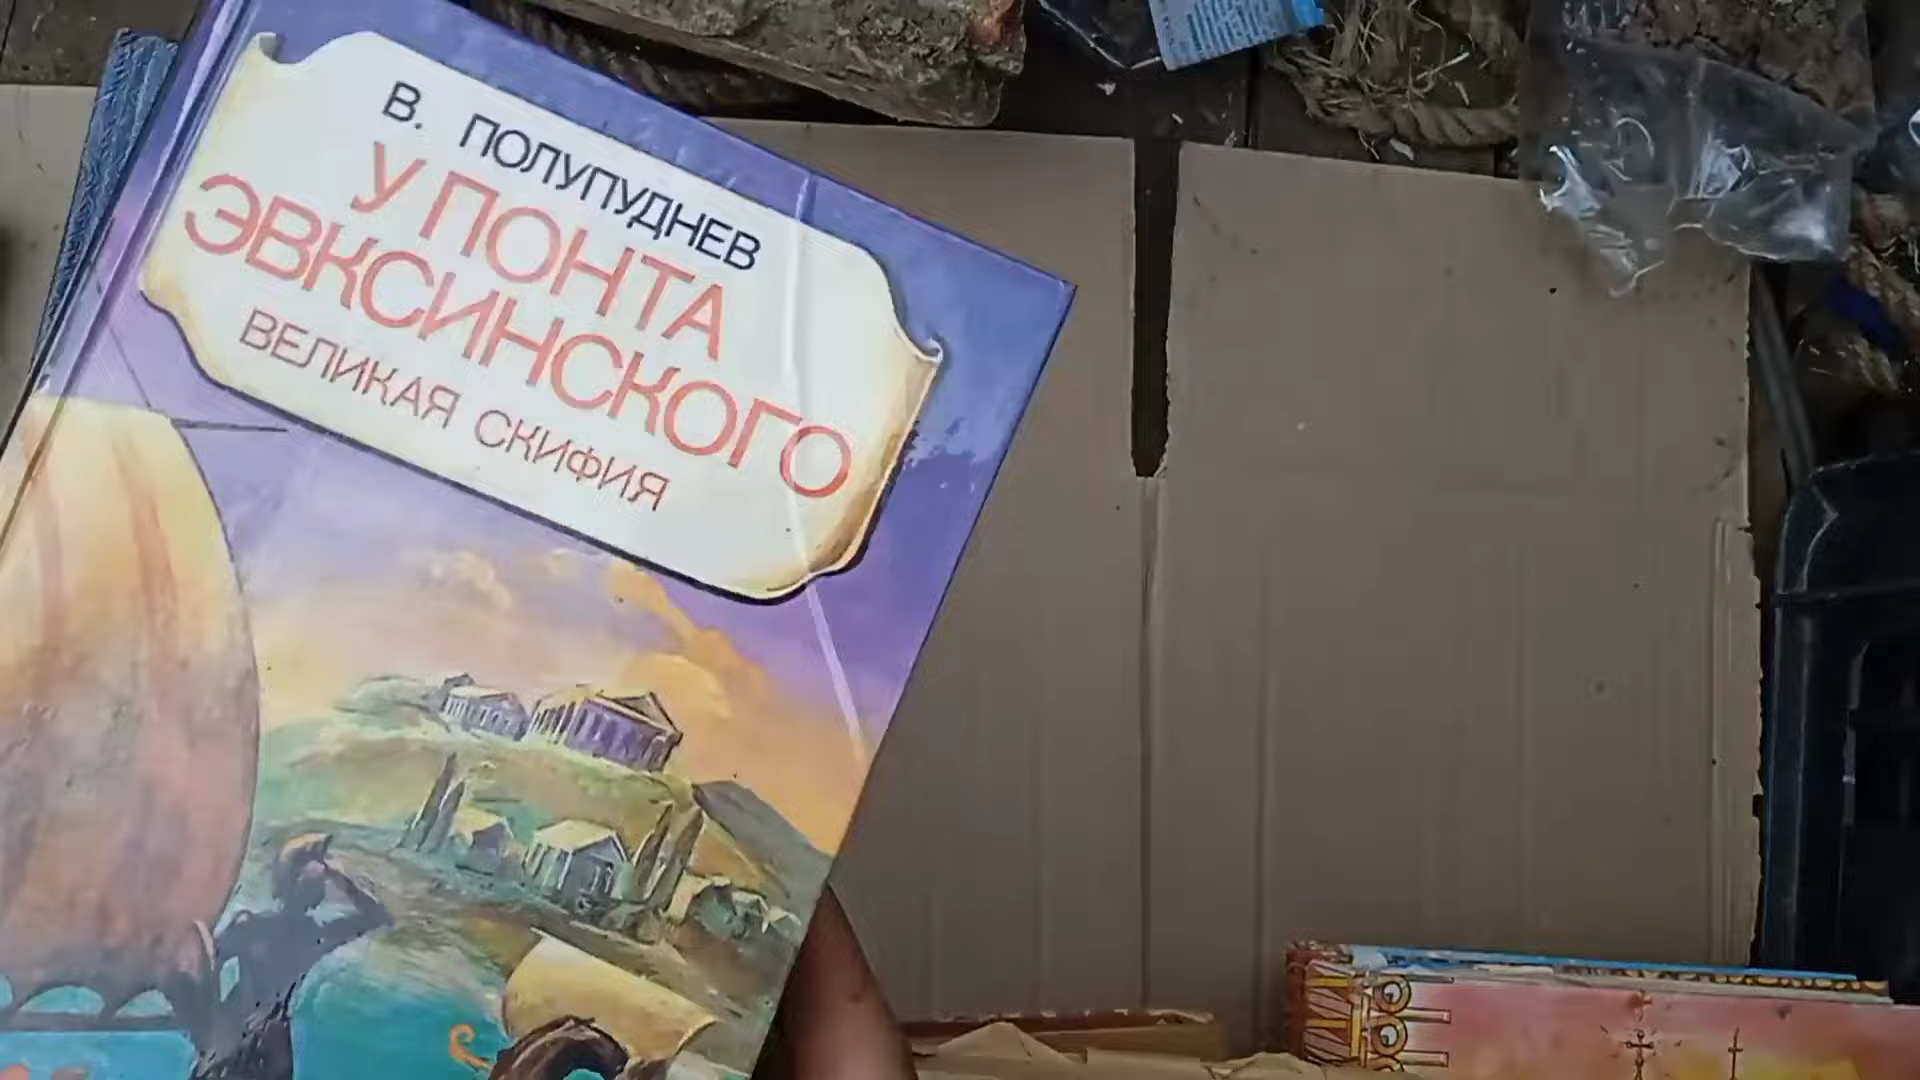 В. ПОЛУПУДНЕВ
У ПОНТА
ЭВКСИНСКОГО
ВЕЛИКАЯ СКИФИЯ